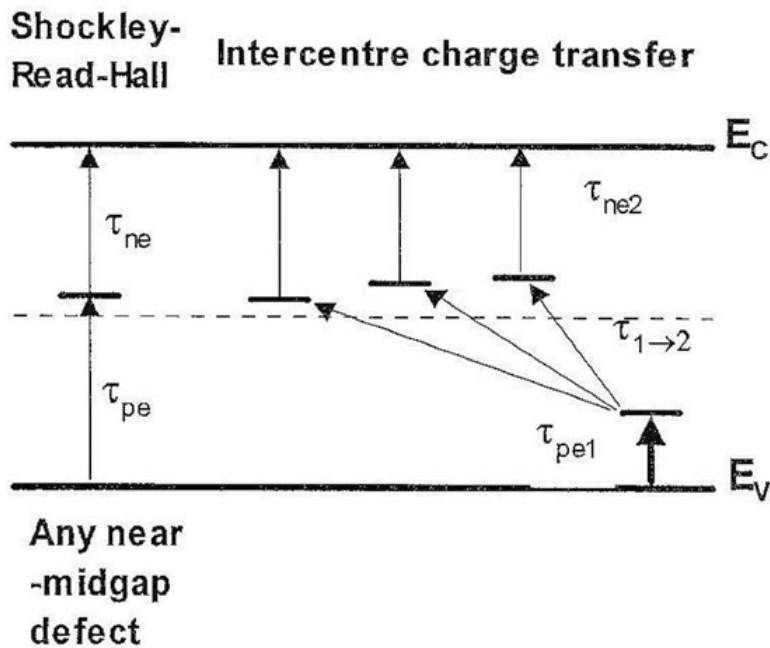 Shockley-
Read-Hall
Intercentre charge transfer
E_C
τ_ne
τ_ne2
τ_1→2
τ_pe
τ_pe1
E_V
Any near
-midgap
defect